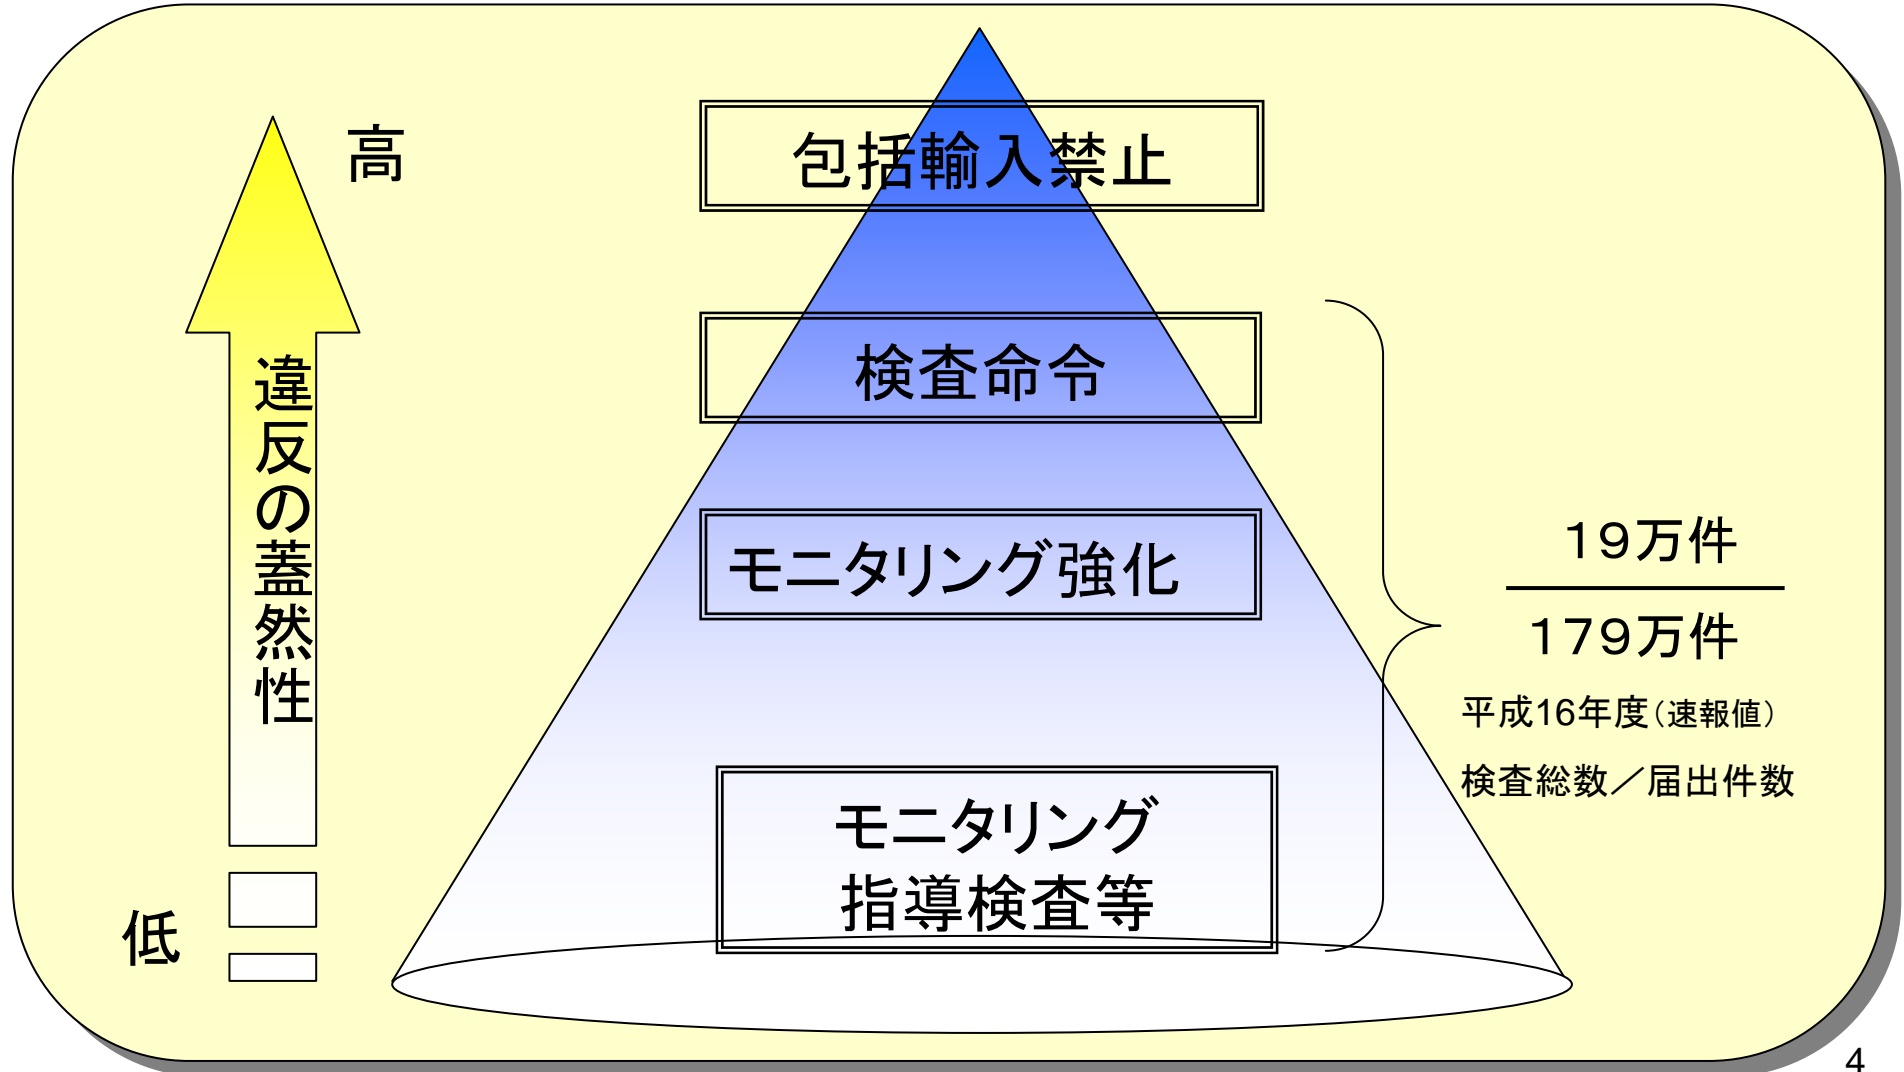 高
包括輸入禁止
検査命令
違反の蓋然性
モニタリング強化
19万件
179万件
平成16年度（速報値）
検査総数／届出件数
モニタリング
指導検査等
低
4